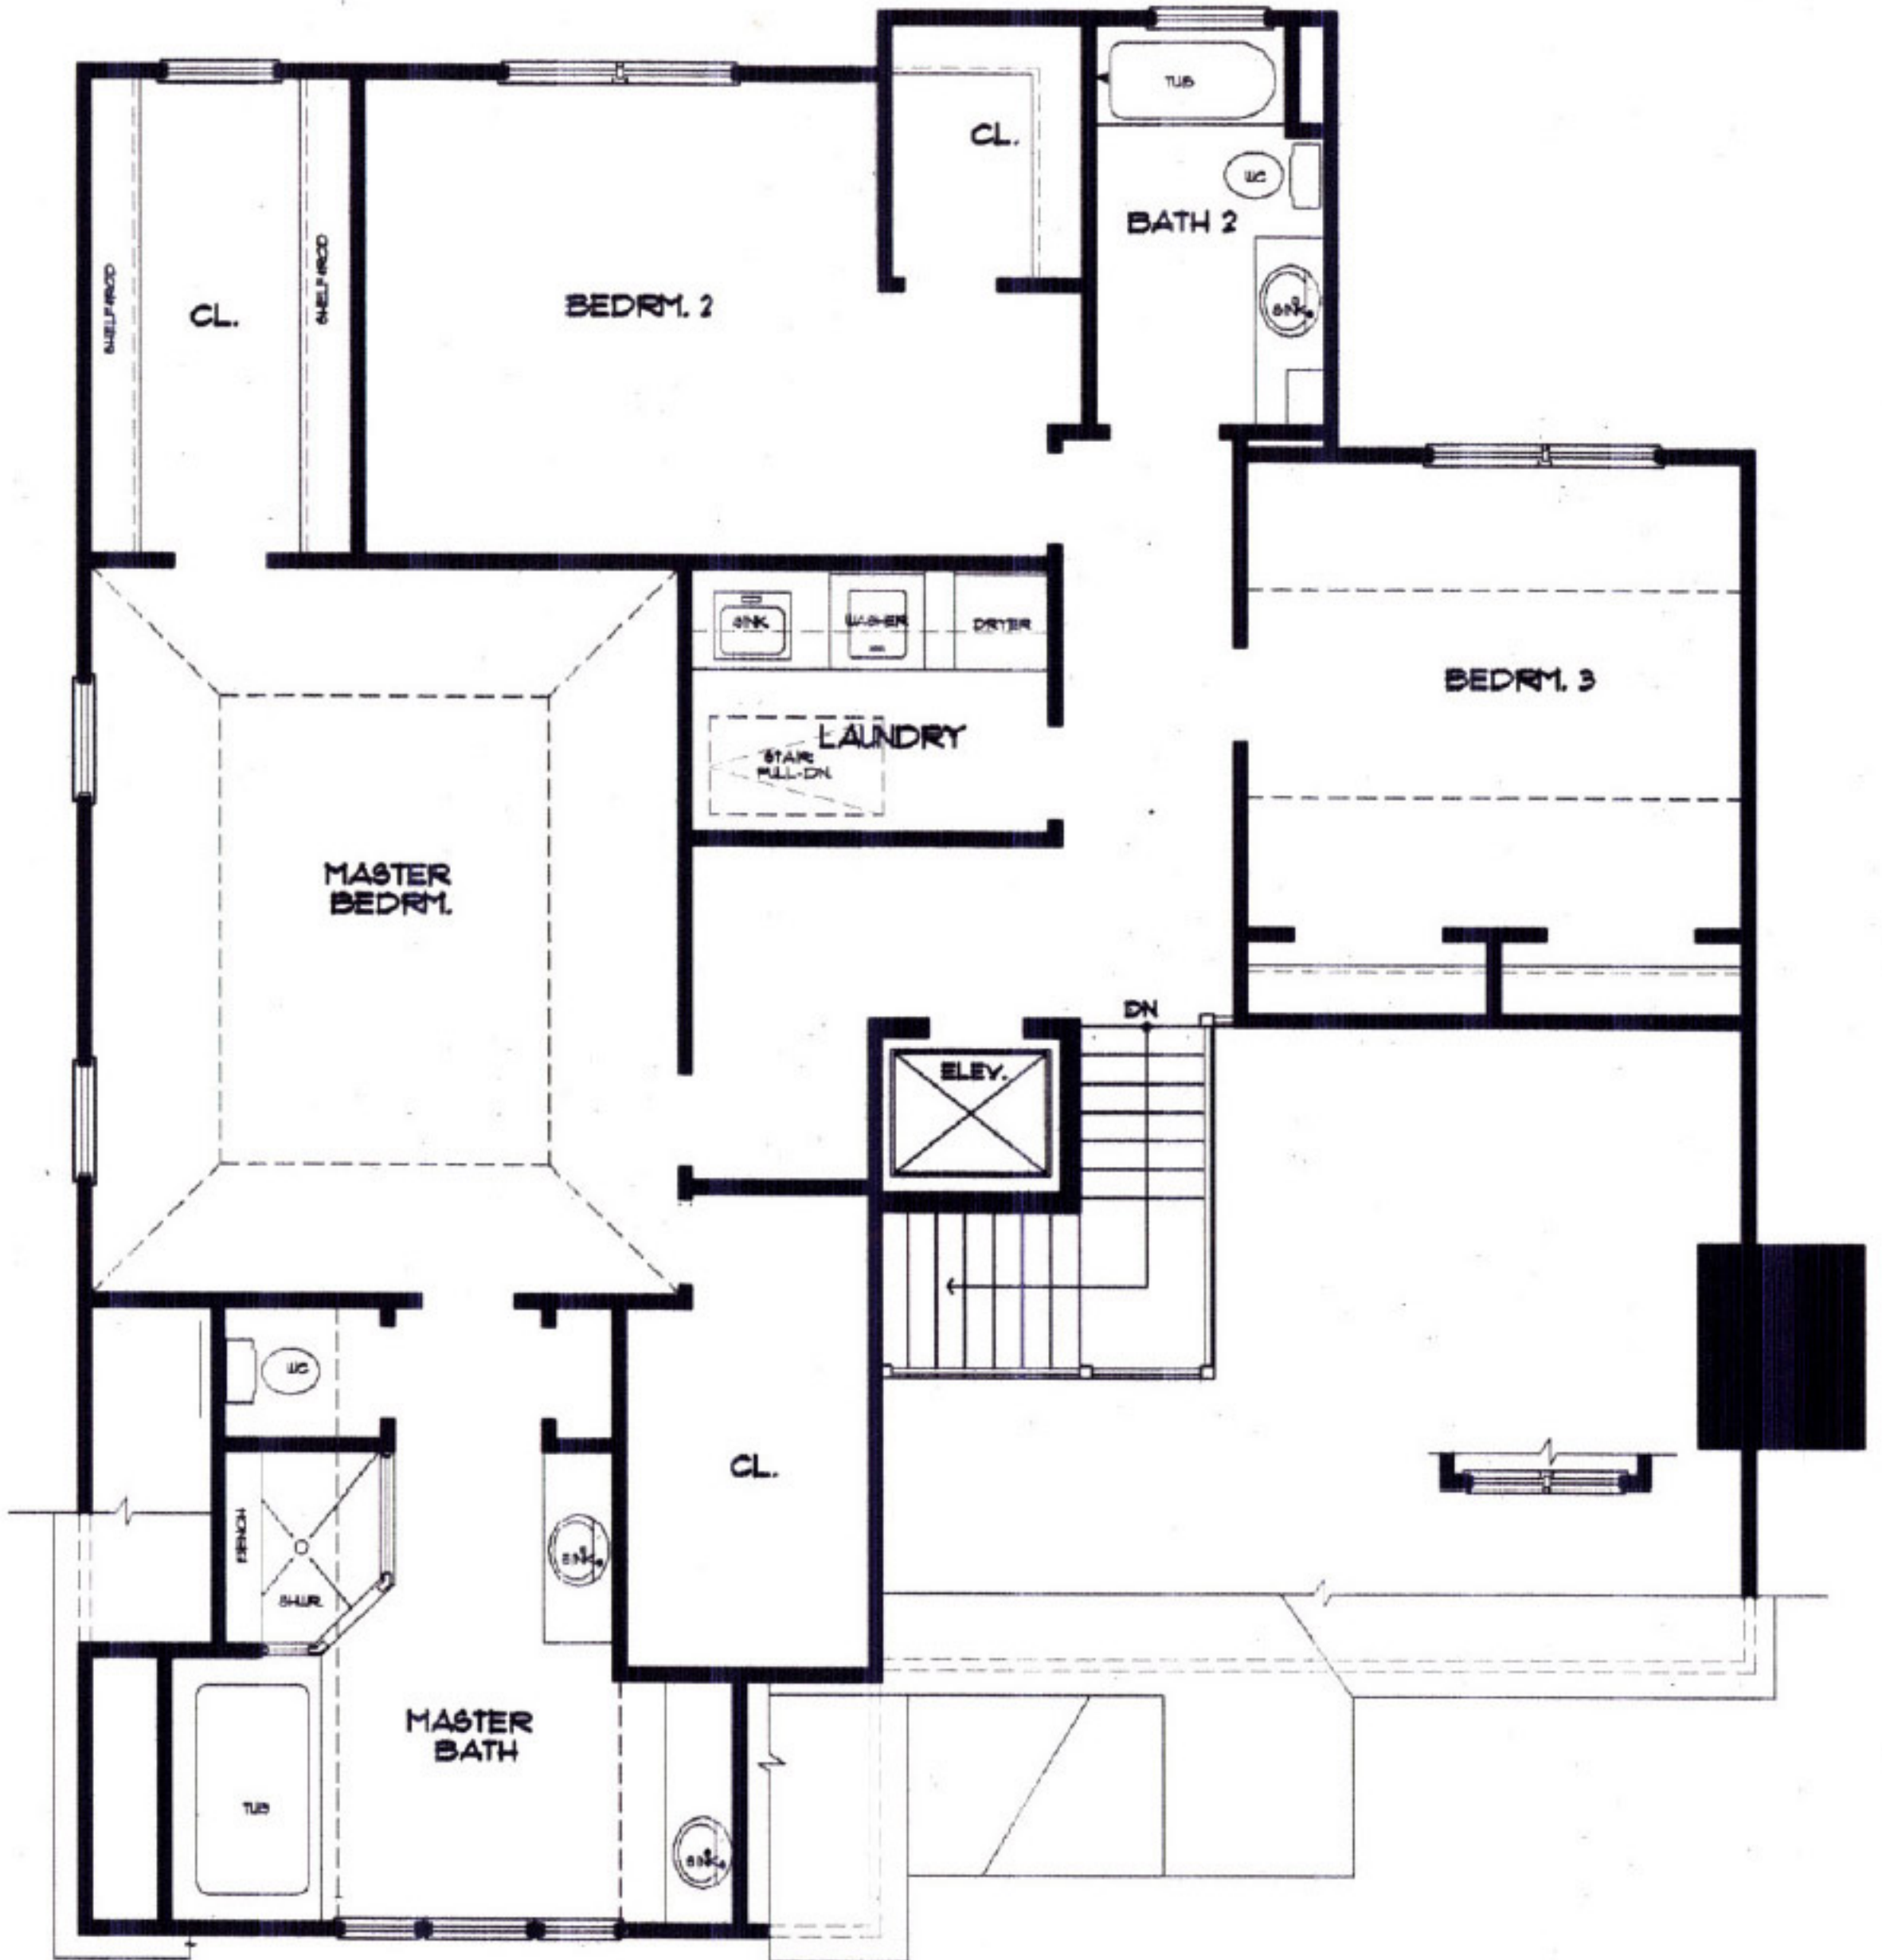 TUB
CL.
WC
BATH 2
SHELF/ROD
SHELF/ROD
CL.
BEDRM. 2
SINK
SINK
WASHER
DRYER
BEDRM. 3
LAUNDRY
STAIR
PULL-DN.
MASTER
BEDRM.
DN
ELEV.
WC
CL.
BENCH
SINK
SHWR.
MASTER
BATH
TUB
SINK